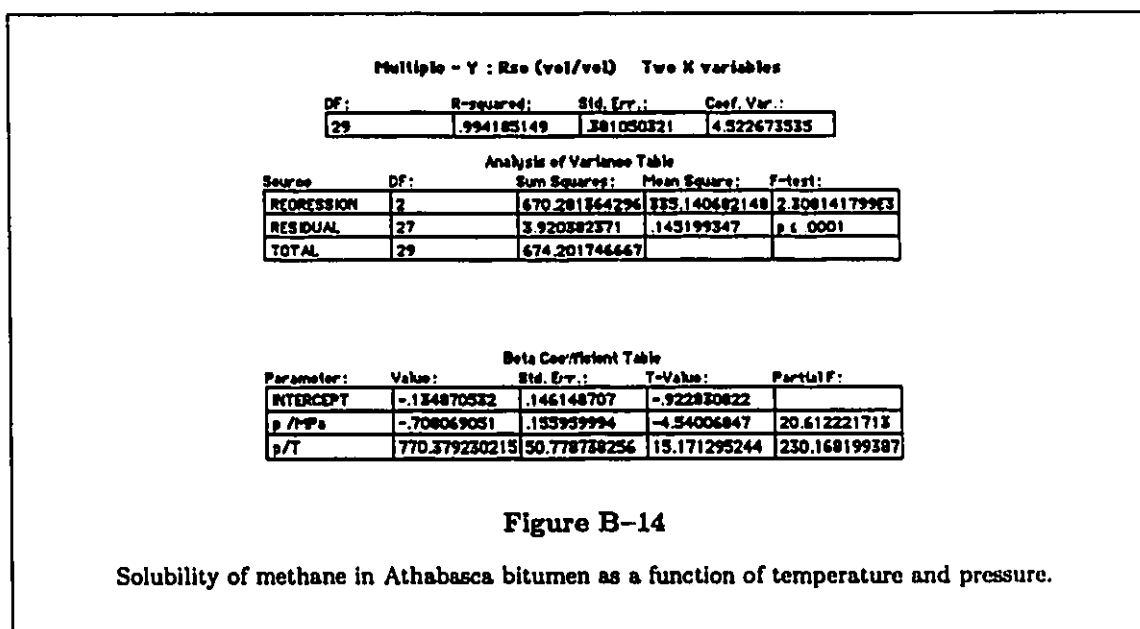 Multiple - Y : Rso (vol/vol) Two X variables
DF: R-squared: Std. Err.: Coef. Var.:
29 .994185149 .381050321 4.522673535
Analysis of Variance Table
Source DF: Sum Squares: Mean Square: F-test:
REGRESSION 2 670.281364296 335.140682148 2.308141799E3
RESIDUAL 27 3.920382371 .145199347 p ≤ .0001
TOTAL 29 674.201746667
Beta Coefficient Table
Parameter: Value: Std. Err.: T-Value: Partial F:
INTERCEPT -.134870532 .146148707 -.922830822
p /MPa -.708069051 .155959994 -4.54006847 20.612221713
p/T 770.379230215 50.778738256 15.171295244 230.168199387
Figure B–14
Solubility of methane in Athabasca bitumen as a function of temperature and pressure.